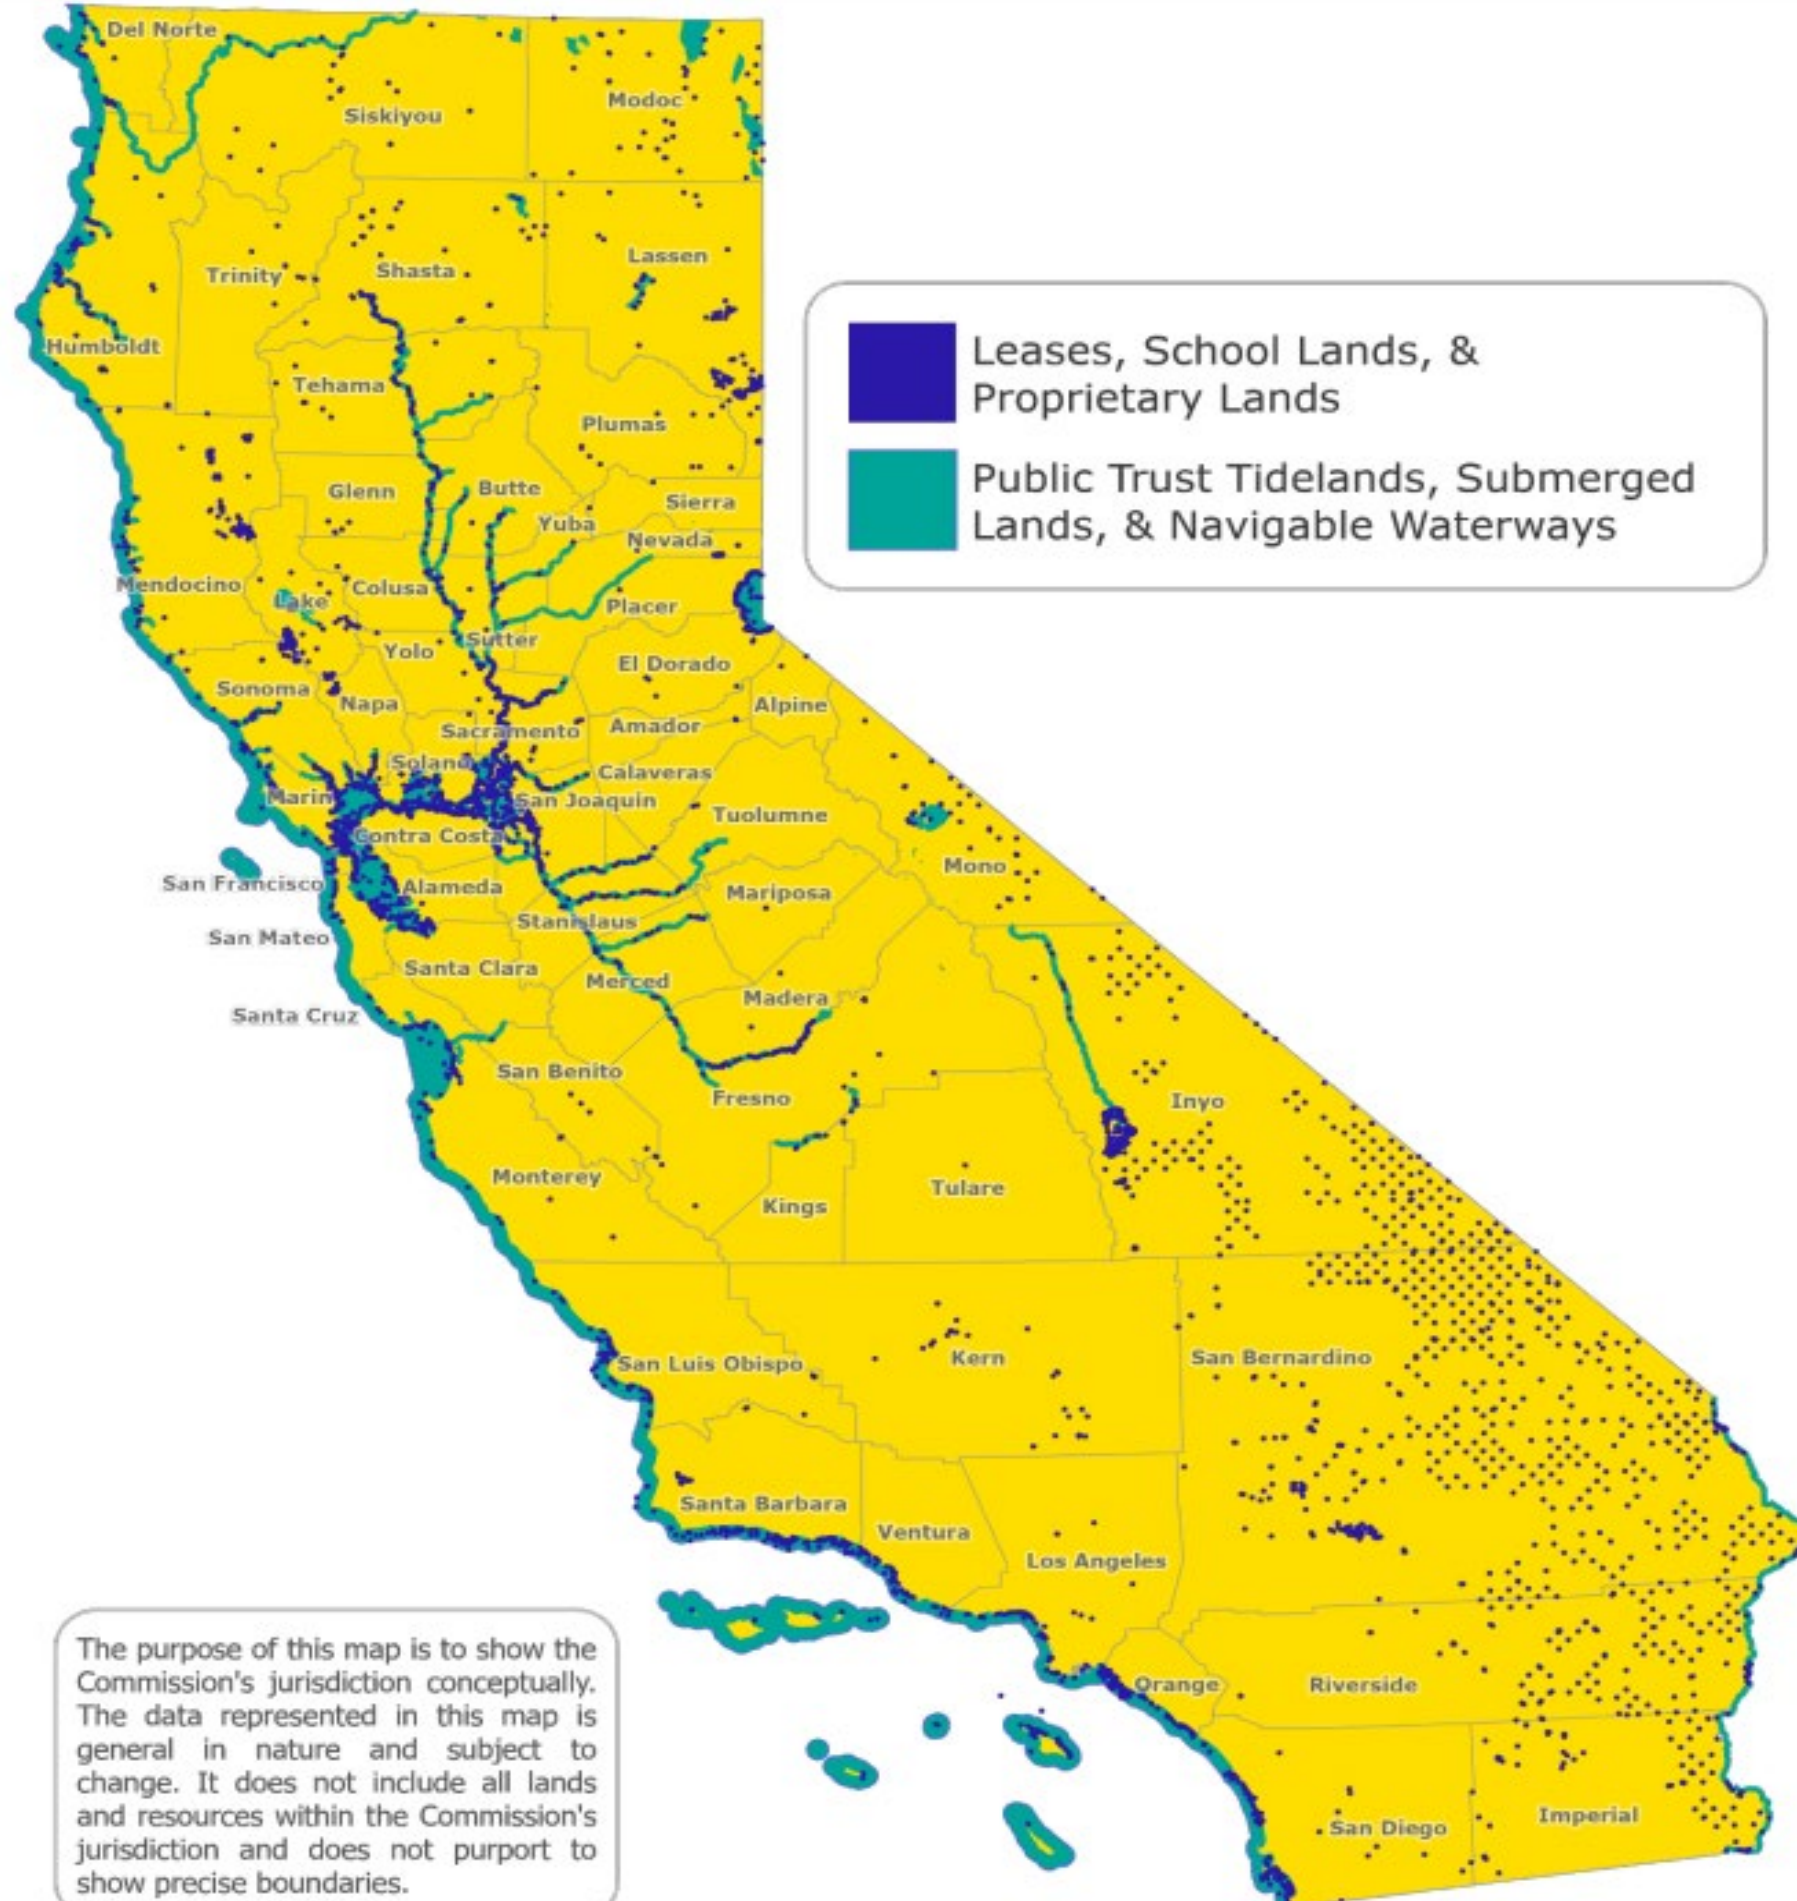 Del Norte
Siskiyou
Modoc
Trinity
Shasta
Lassen
Humboldt
Tehama
Plumas
Glenn
Butte
Sierra
Yuba
Nevada
Mendocino
Lake
Colusa
Placer
Sutter
Yolo
El Dorado
Sonoma
Napa
Alpine
Sacramento
Amador
Solano
Calaveras
Marin
San Joaquin
Tuolumne
Contra Costa
Mono
San Francisco
Alameda
Mariposa
Stanislaus
San Mateo
Santa Clara
Merced
Madera
Santa Cruz
San Benito
Fresno
Inyo
Monterey
Tulare
Kings
San Luis Obispo
Kern
San Bernardino
Santa Barbara
Ventura
Los Angeles
Orange
Riverside
San Diego
Imperial
Leases, School Lands, &
Proprietary Lands
Public Trust Tidelands, Submerged
Lands, & Navigable Waterways
The purpose of this map is to show the
Commission's jurisdiction conceptually.
The data represented in this map is
general in nature and subject to
change. It does not include all lands
and resources within the Commission's
jurisdiction and does not purport to
show precise boundaries.